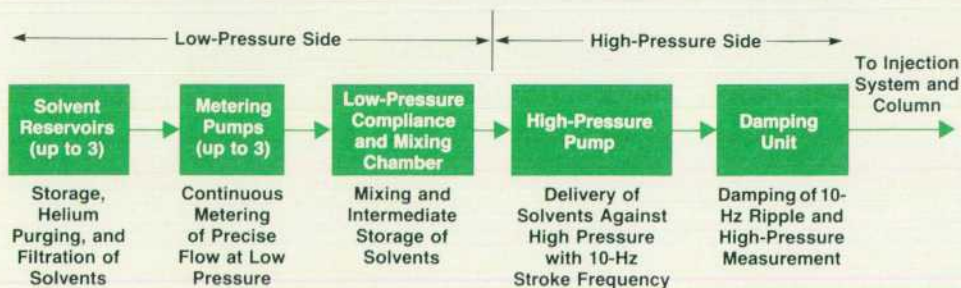 Low-Pressure Side
High-Pressure Side
To Injection
System and
Column
Solvent
Reservoirs
(up to 3)
Metering
Pumps
(up to 3)
Low-Pressure
Compliance
and Mixing
Chamber
High-Pressure
Pump
Damping
Unit
Storage,
Helium
Purging, and
Filtration of
Solvents
Continuous
Metering
of Precise
Flow at Low
Pressure
Mixing and
Intermediate
Storage of
Solvents
Delivery of
Solvents Against
High Pressure
with 10-Hz
Stroke Frequency
Damping of 10-
Hz Ripple and
High-Pressure
Measurement